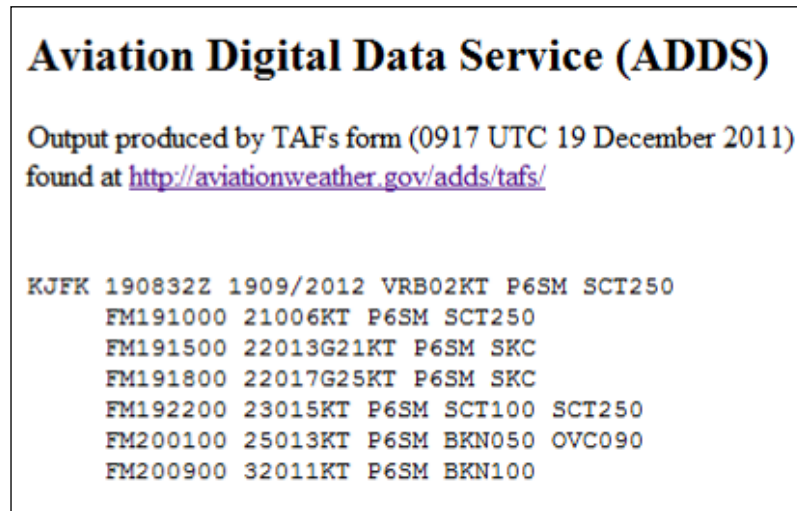 Aviation Digital Data Service (ADDS)
Output produced by TAFs form (0917 UTC 19 December 2011)
found at http://aviationweather.gov/adds/tafs/
KJFK 190832Z 1909/2012 VRB02KT P6SM SCT250
FM191000 21006KT P6SM SCT250
FM191500 22013G21KT P6SM SKC
FM191800 22017G25KT P6SM SKC
FM192200 23015KT P6SM SCT100 SCT250
FM200100 25013KT P6SM BKN050 OVC090
FM200900 32011KT P6SM BKN100